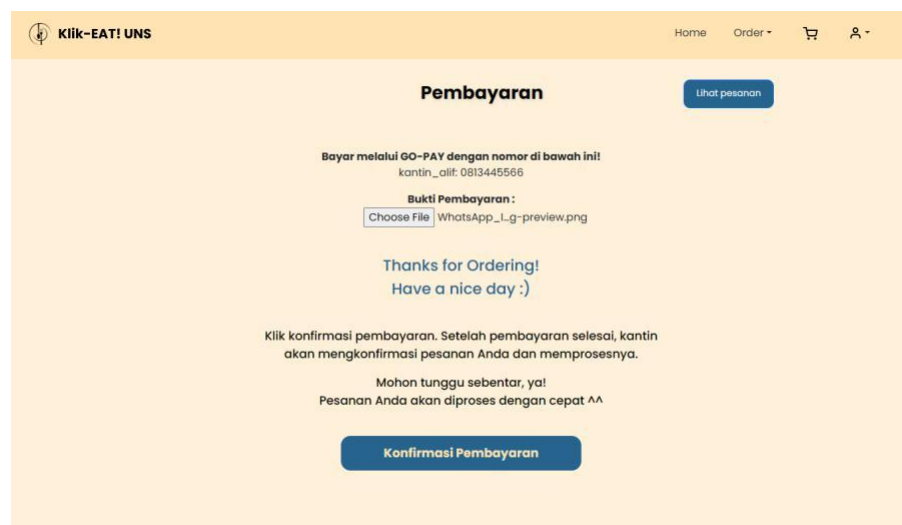 Klik-EAT! UNS
Home
Order
Pembayaran
Lihat pesanan
Bayar melalui GO-PAY dengan nomor di bawah ini!
kantin_alif: 0813445566
Bukti Pembayaran :
Choose File WhatsApp_I...g-preview.png
Thanks for Ordering!
Have a nice day :)
Klik konfirmasi pembayaran. Setelah pembayaran selesai, kantin
akan mengkonfirmasi pesanan Anda dan memprosesnya.
Mohon tunggu sebentar, ya!
Pesanan Anda akan diproses dengan cepat ^^
Konfirmasi Pembayaran